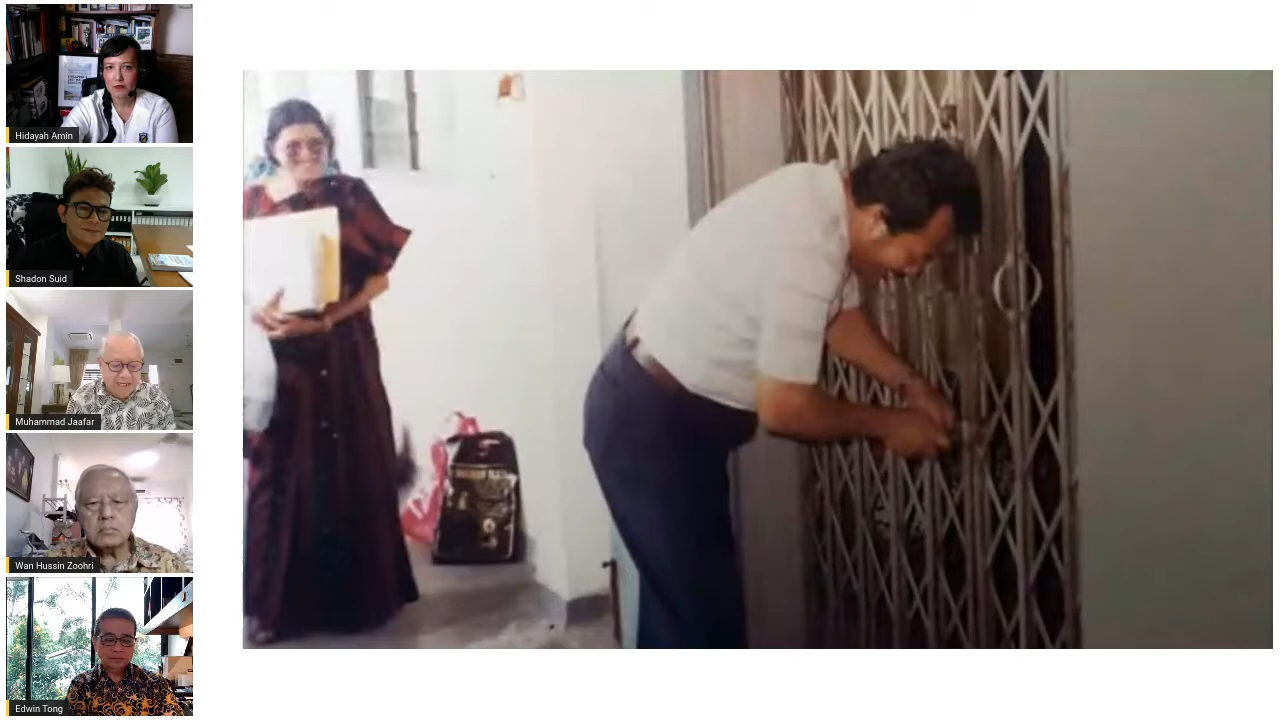 Hidayah Amin
Shadon Suid
Muhammad Jaafar
Wan Hussin Zoohri
Edwin Tong